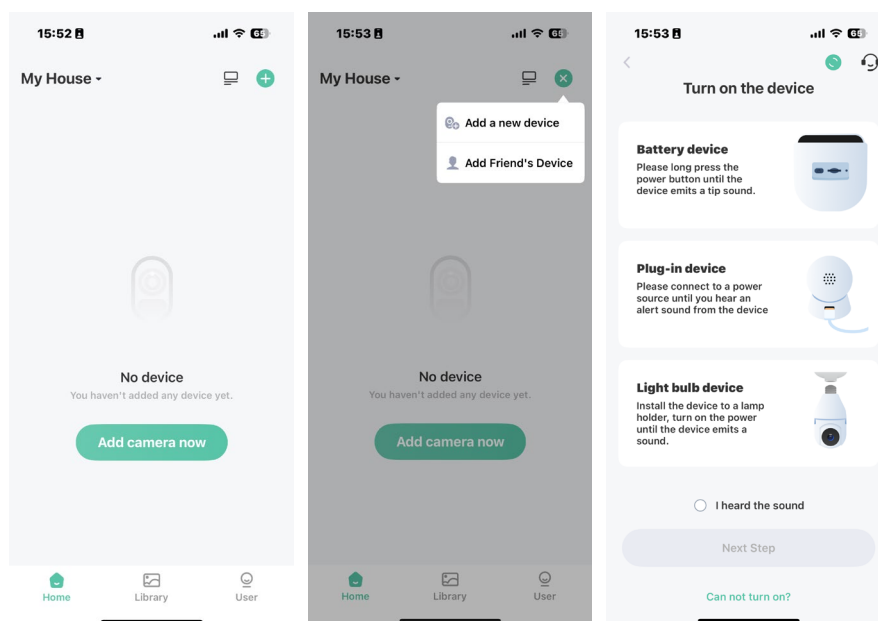 15:52
My House
No device
You haven't added any device yet.
Add camera now
Home
Library
User
15:53
My House
Add a new device
Add Friend's Device
No device
You haven't added any device yet.
Add camera now
Home
Library
User
15:53
Turn on the device
Battery device
Please long press the
power button until the
device emits a tip sound.
Plug-in device
Please connect to a power
source until you hear an
alert sound from the device
Light bulb device
Install the device to a lamp
holder, turn on the power
until the device emits a
sound.
I heard the sound
Next Step
Can not turn on?